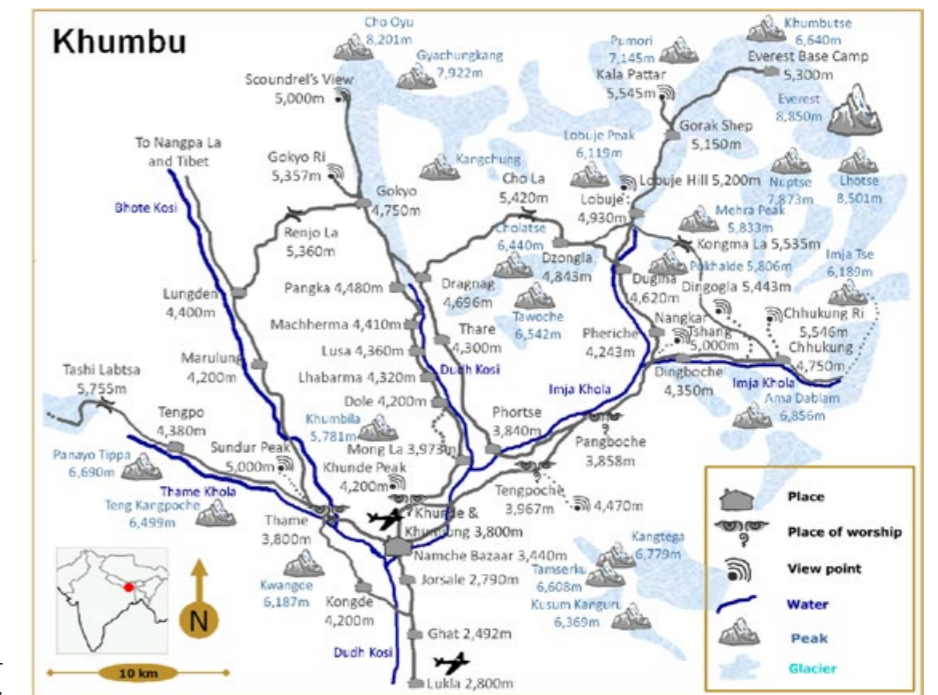 Khumbu
Cho Oyu
8,201m
Gyachungkang
7,922m
Pumori
7,145m
Khumbutse
6,640m
Everest Base Camp
5,300m
Scoundrel's View
5,000m
Kala Pattar
5,545m
Everest
8,850m
Gorak Shep
5,150m
To Nangpa La
and Tibet
Gokyo Ri
5,357m
Kangchung
Lobuje Peak
6,119m
Cho La
5,420m
Lobuje Hill 5,200m
Nuptse
7,873m
Lhotse
8,501m
Bhote Kosi
Gokyo
4,750m
Lobuje
4,930m
Mehra Peak
5,833m
Renjo La
5,360m
Cholatse
6,440m
Dzongla
4,843m
Kongma La 5,535m
Imja Tse
6,189m
Pokhalde 5,806m
Dingogla 5,443m
Dugina
4,620m
Lungden
4,400m
Pangka 4,480m
Dragnag
4,696m
Tawoche
6,542m
Nangkar
Tshang
5,000m
Chhukung Ri
5,546m
Chhukung
4,750m
Machherma 4,410m
Thare
4,300m
Pheriche
4,243m
Marulung
4,200m
Lusa 4,360m
Lhabarma 4,320m
Dudh Kosi
Dingboche
4,350m
Imja Khola
Imja Khola
Ama Dablam
6,856m
Tashi Labtsa
5,755m
Tengpo
4,380m
Dole 4,200m
Khumbila
5,781m
Phortse
3,840m
Pangboche
3,858m
Mong La 3,973m
Sundur Peak
5,000m
Khunde Peak
4,200m
Panayo Tippa
6,690m
Thame Khola
Teng Kangpoche
6,499m
Tengpoche
3,967m
4,470m
Thame
3,800m
Khunde &
Khumjung 3,800m
Namche Bazaar 3,440m
Kangtega
6,779m
Tamserku
6,608m
Kusum Kanguru
6,369m
Kwangde
6,187m
Jorsale 2,790m
Kongde
4,200m
Ghat 2,492m
Dudh Kosi
Lukla 2,800m
N
10 km
Place
Place of worship
View point
Water
Peak
Glacier